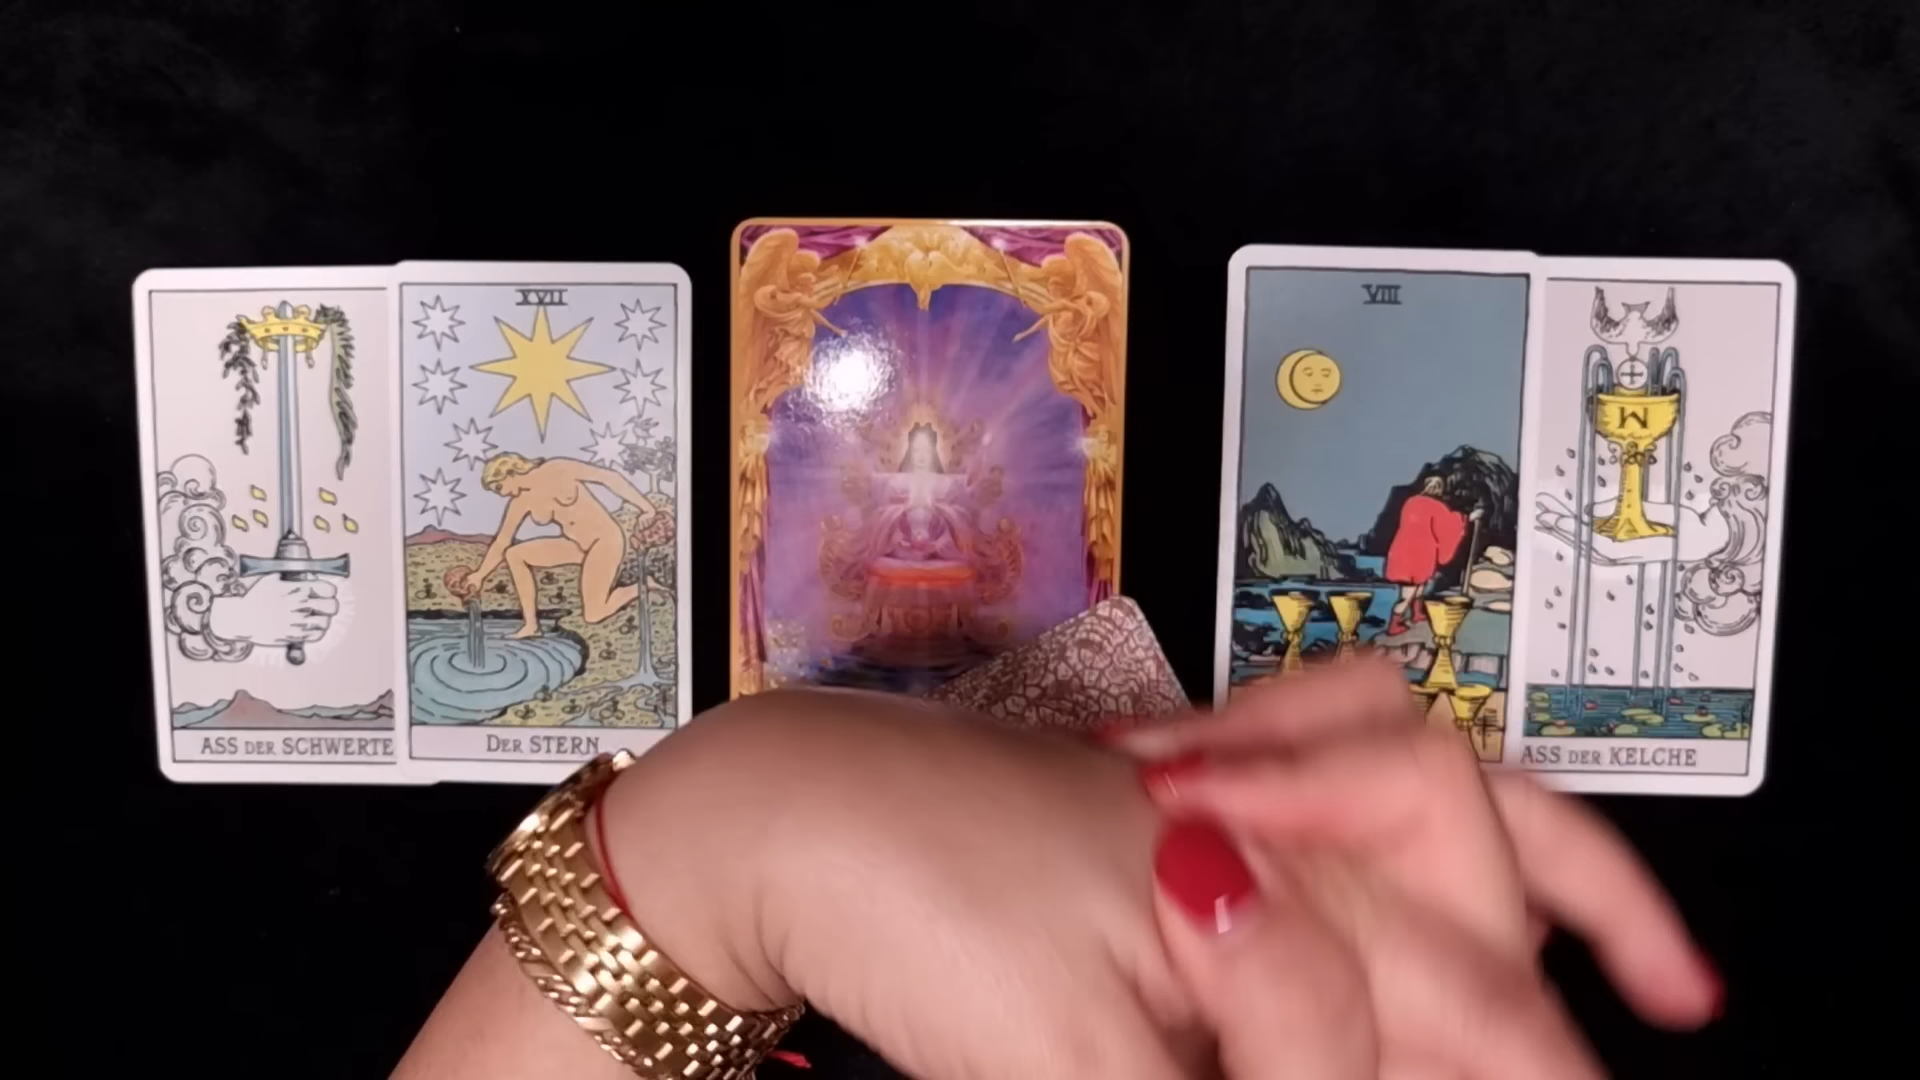 XVII
VIII
ASS DER SCHWERTE
DER STERN
ASS DER KELCHE